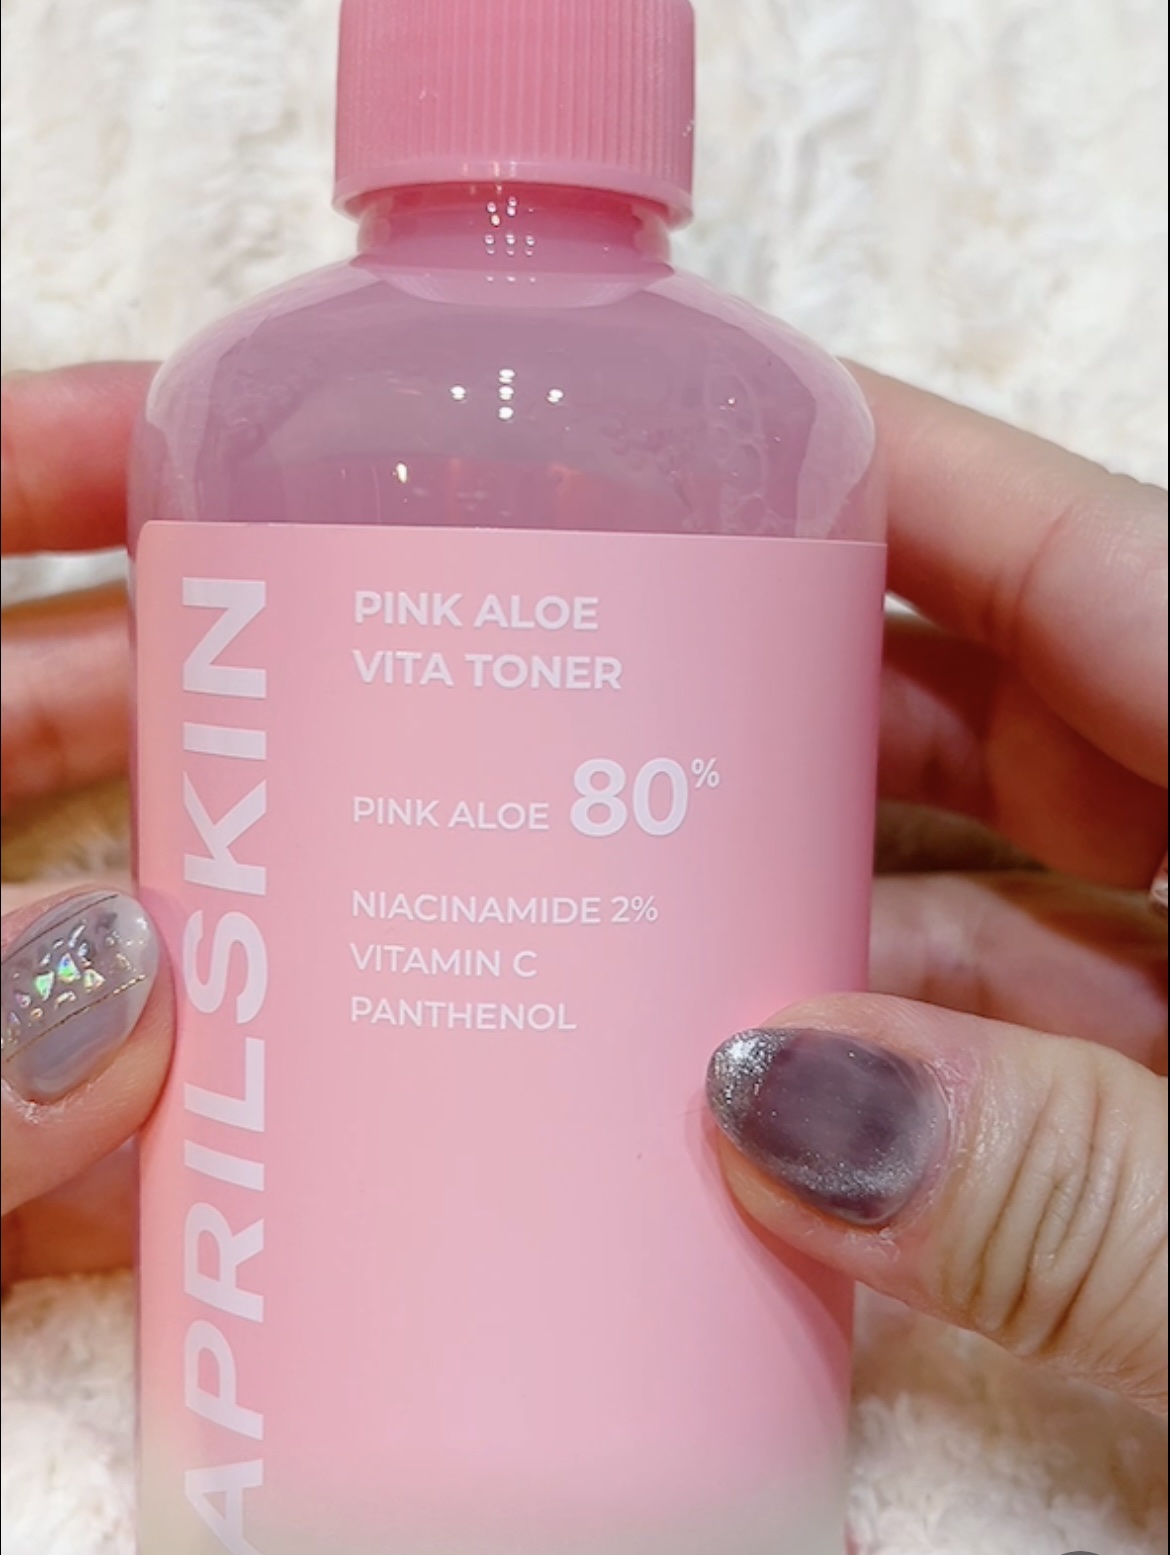 APRILSKIN
PINK ALOE
VITA TONER
PINK ALOE 80%
NIACINAMIDE 2%
VITAMIN C
PANTHENOL